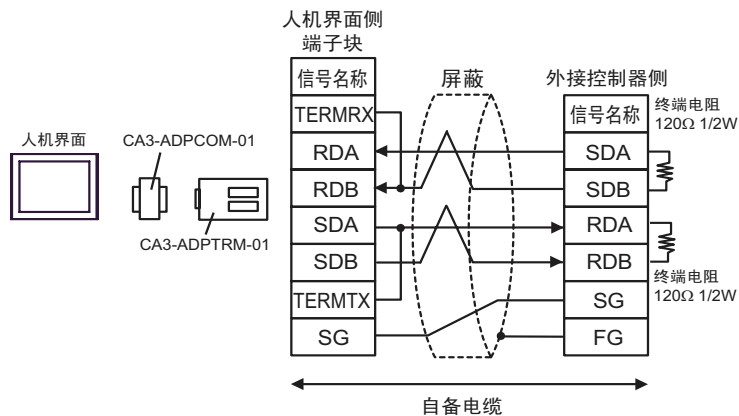 人机界面侧
端子块
信号名称
TERMRX
RDA
RDB
SDA
SDB
TERMTX
SG
屏蔽
外接控制器侧
信号名称
SDA
SDB
RDA
RDB
SG
FG
终端电阻
120Ω 1/2W
终端电阻
120Ω 1/2W
人机界面
CA3-ADPCOM-01
CA3-ADPTRM-01
自备电缆